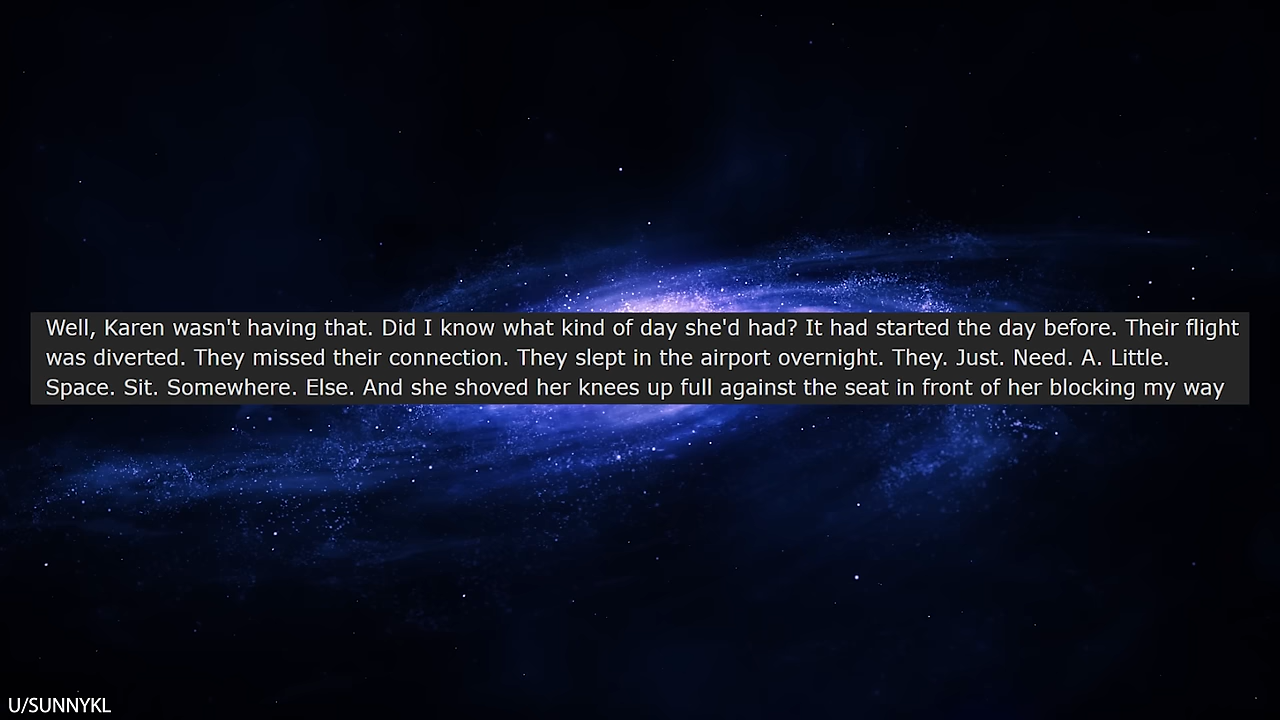 Well, Karen wasn't having that. Did I know what kind of day she'd had? It had started the day before. Their flight
was diverted. They missed their connection. They slept in the airport overnight. They. Just. Need. A. Little.
Space. Sit. Somewhere. Else. And she shoved her knees up full against the seat in front of her blocking my way
U/SUNNYKL